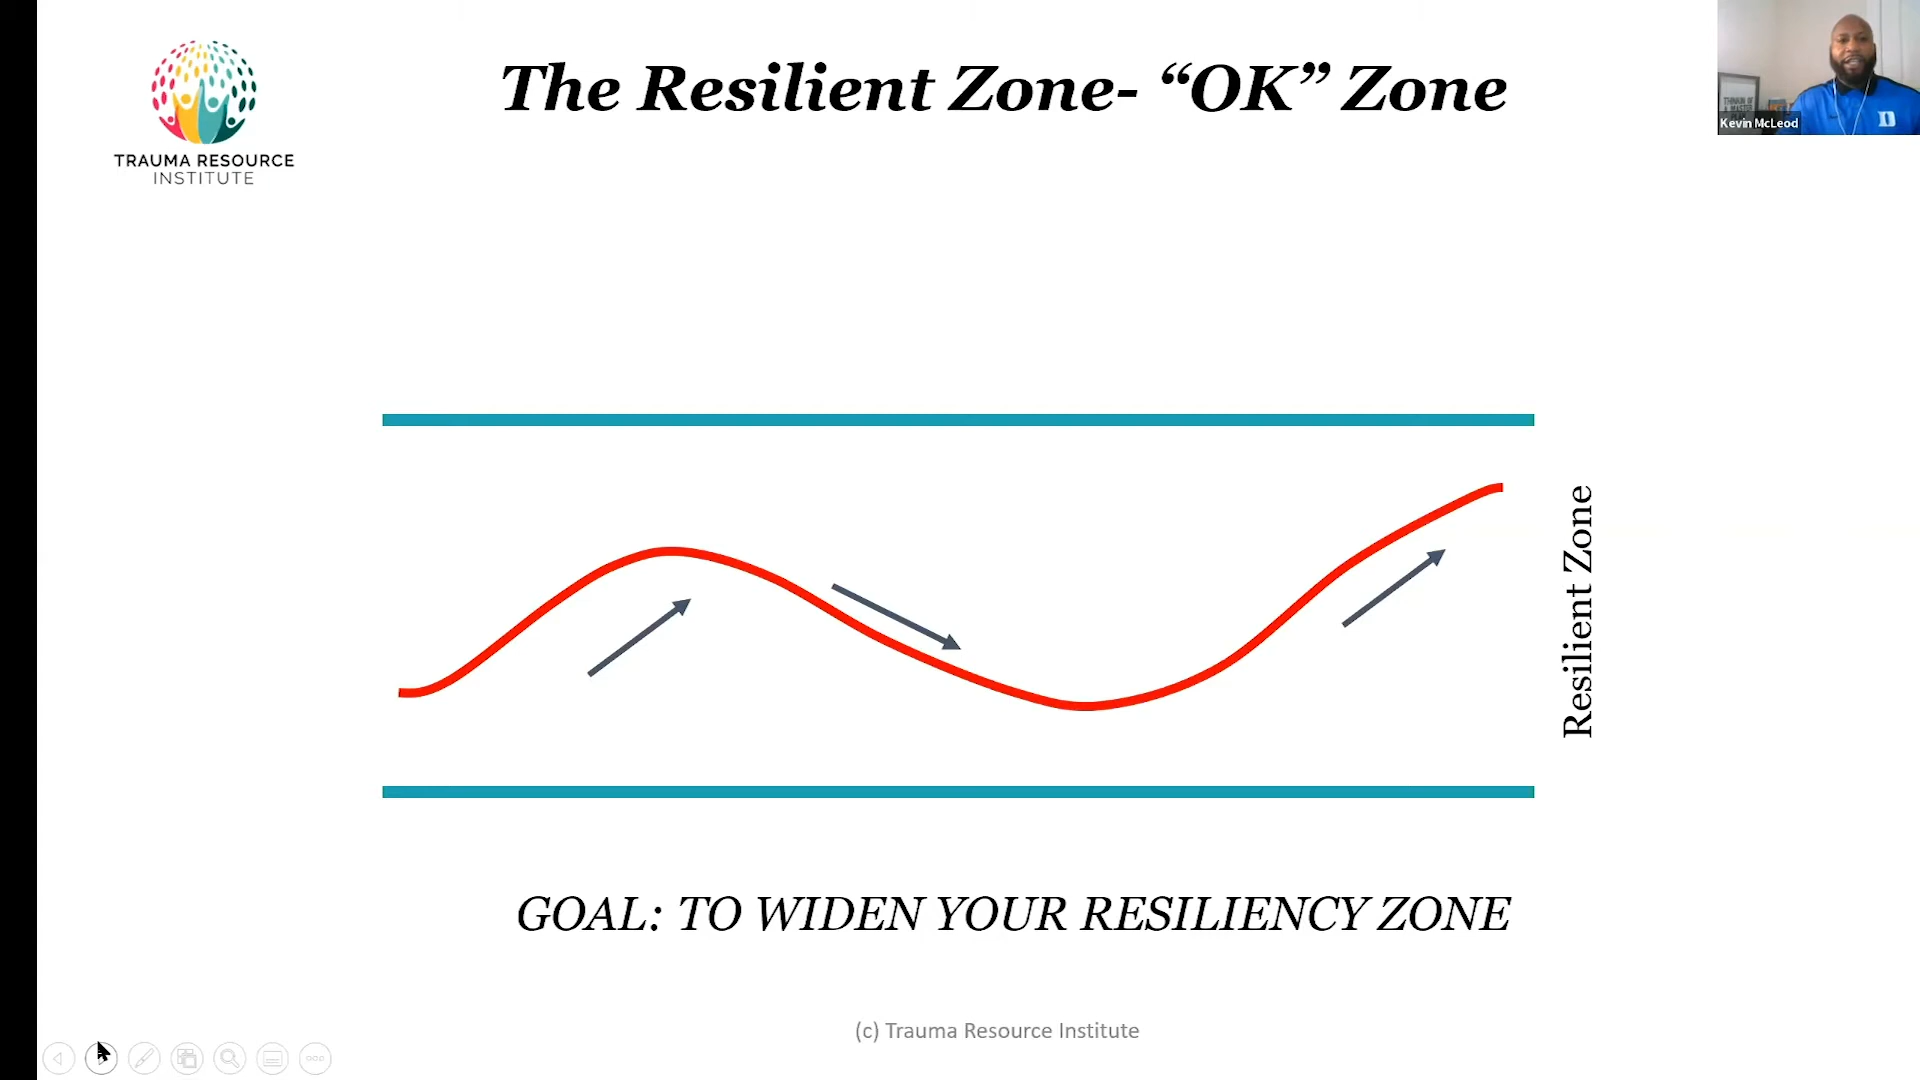 The Resilient Zone- “OK” Zone
TRAUMA RESOURCE
INSTITUTE
Kevin McLeod
Resilient Zone
GOAL: TO WIDEN YOUR RESILIENCY ZONE
(c) Trauma Resource Institute